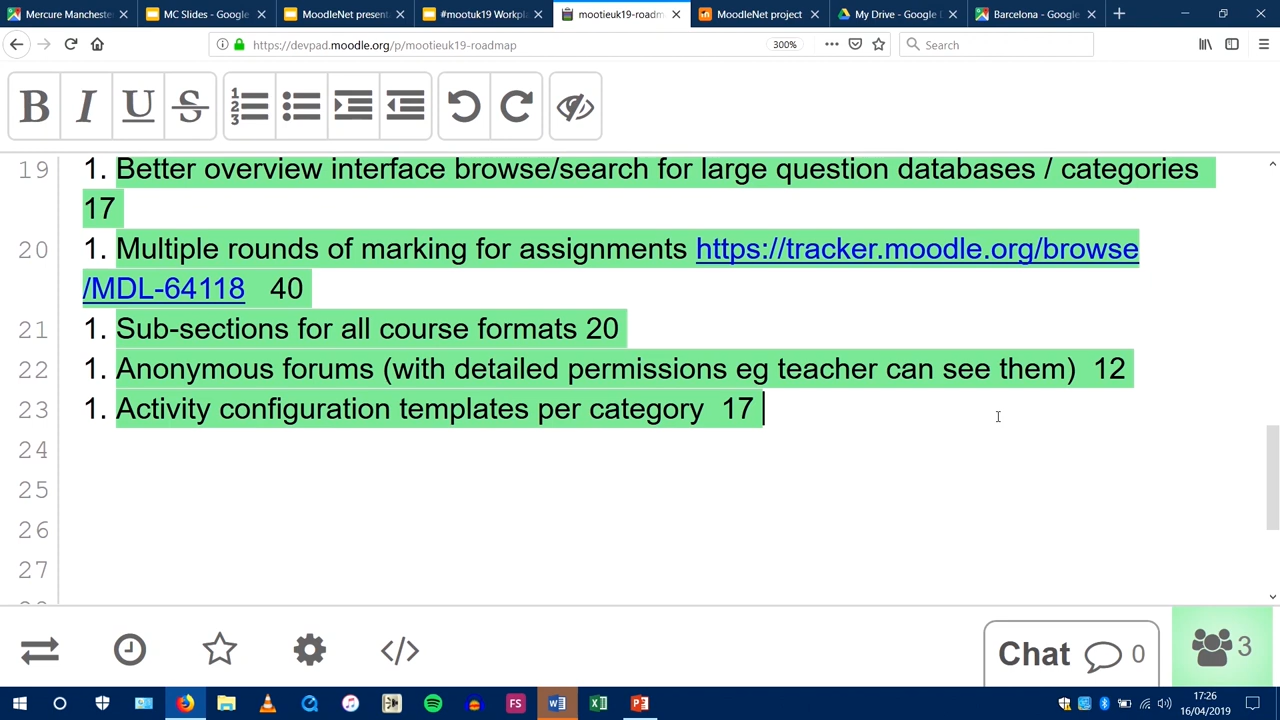 Mercure Manchester
MC Slides - Google
MoodleNet present
#mootuk19 Workpl
mootieuk19-roadm
MoodleNet project
My Drive - Google D
Barcelona - Google
https://devpad.moodle.org/p/mootieuk19-roadmap
300%
Search
B I U S
19 1. Better overview interface browse/search for large question databases / categories
17
20 1. Multiple rounds of marking for assignments https://tracker.moodle.org/browse
/MDL-64118 40
21 1. Sub-sections for all course formats 20
22 1. Anonymous forums (with detailed permissions eg teacher can see them) 12
23 1. Activity configuration templates per category 17
24
25
26
27
Chat 0
3
FS
17:26
16/04/2019